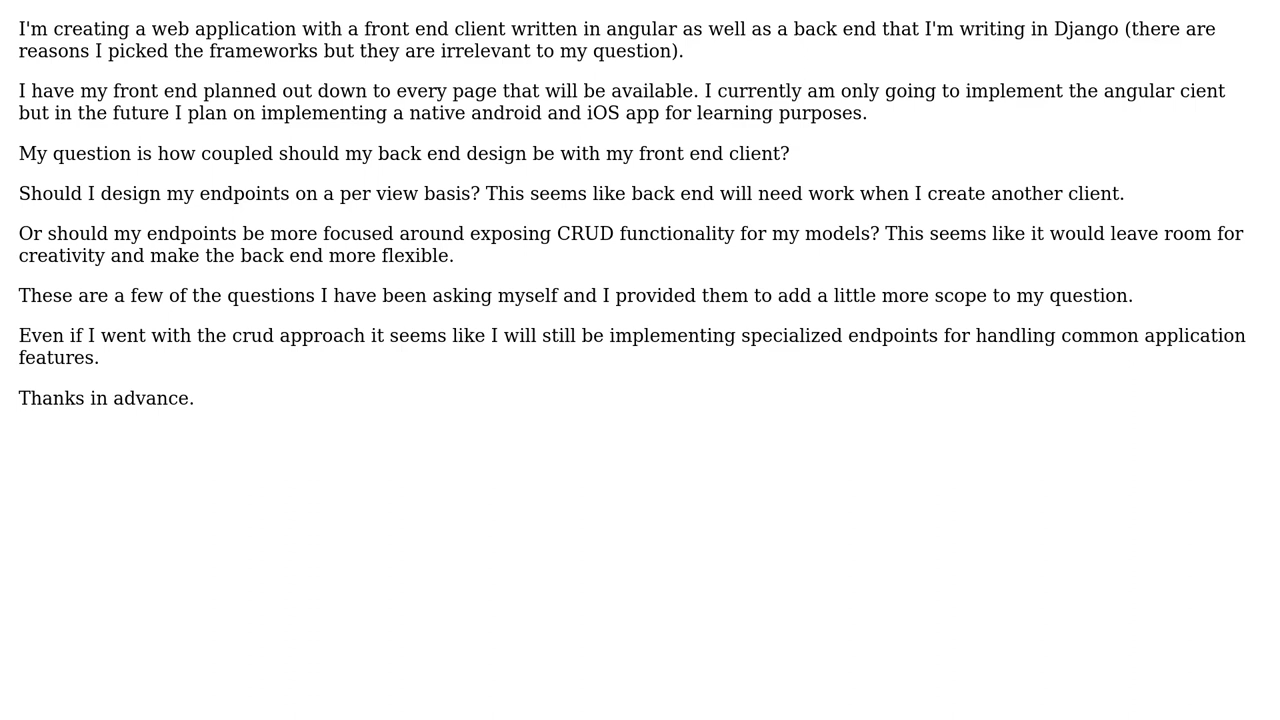 I'm creating a web application with a front end client written in angular as well as a back end that I'm writing in Django (there are
reasons I picked the frameworks but they are irrelevant to my question).
I have my front end planned out down to every page that will be available. I currently am only going to implement the angular cient
but in the future I plan on implementing a native android and iOS app for learning purposes.
My question is how coupled should my back end design be with my front end client?
Should I design my endpoints on a per view basis? This seems like back end will need work when I create another client.
Or should my endpoints be more focused around exposing CRUD functionality for my models? This seems like it would leave room for
creativity and make the back end more flexible.
These are a few of the questions I have been asking myself and I provided them to add a little more scope to my question.
Even if I went with the crud approach it seems like I will still be implementing specialized endpoints for handling common application
features.
Thanks in advance.